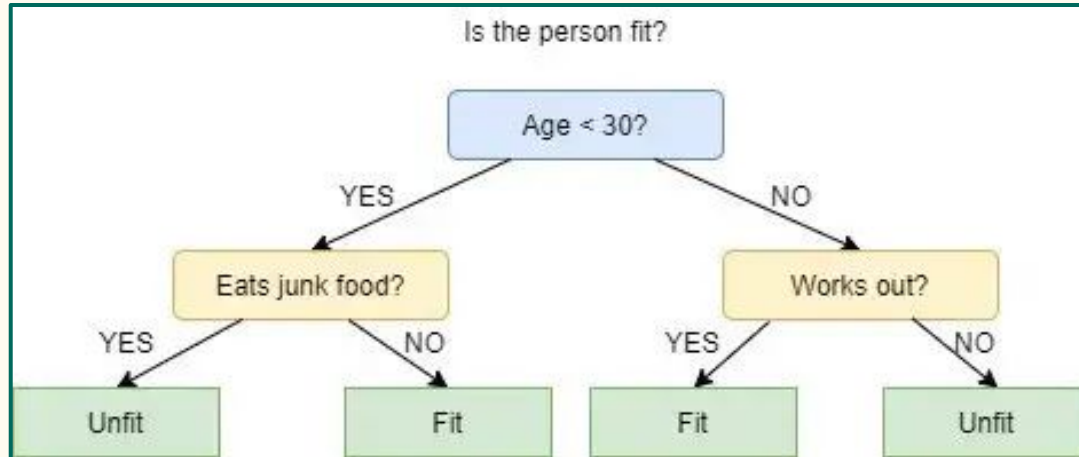 Is the person fit?
Age < 30?
YES
NO
Eats junk food?
Works out?
YES
NO
YES
NO
Unfit
Fit
Fit
Unfit